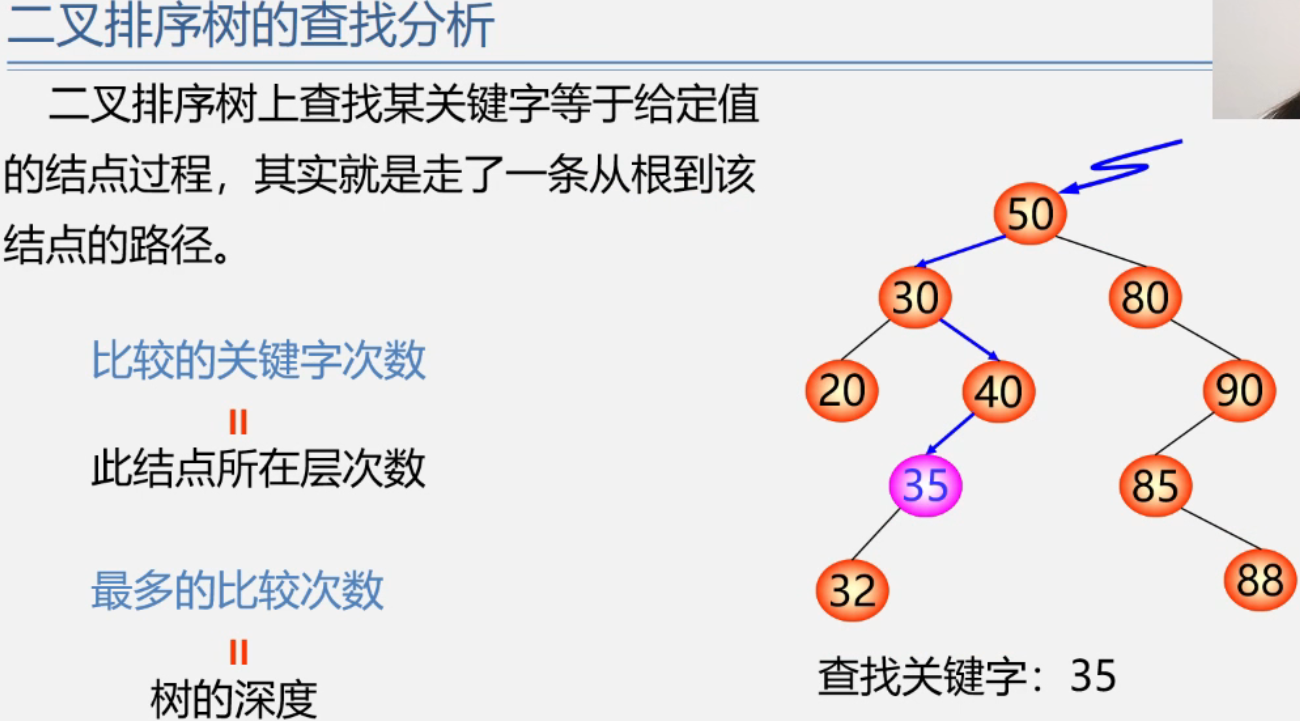 二叉排序树的查找分析
二叉排序树上查找某关键字等于给定值
的结点过程，其实就是走了一条从根到该
结点的路径。
比较的关键字次数
=
此结点所在层次数
最多的比较次数
=
树的深度
50
30
80
20
40
90
35
85
32
88
查找关键字：35